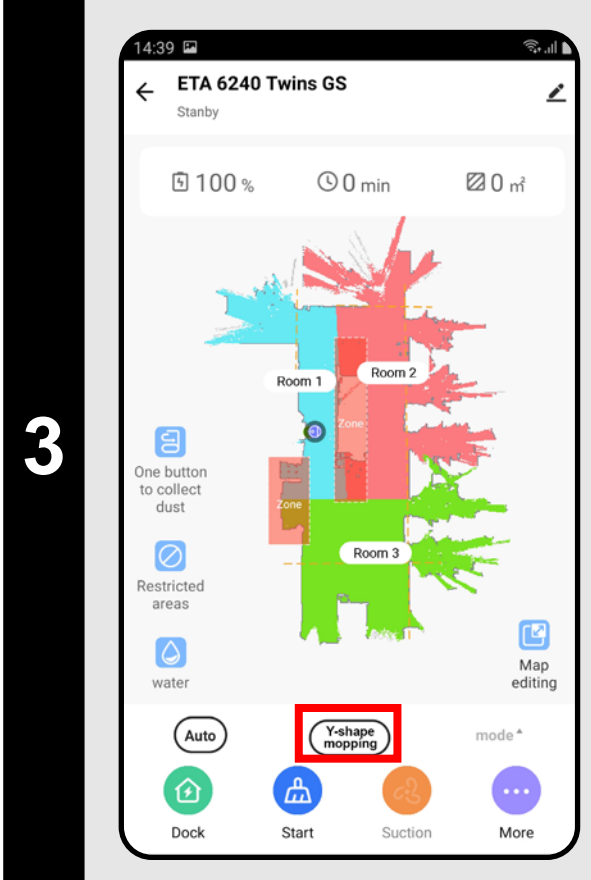 3
14:39
ETA 6240 Twins GS
Stanby
100 %
0 min
0 ㎡
Room 1
Room 2
Zone
Zone
Room 3
One button
to collect
dust
Restricted
areas
water
Map
editing
Auto
Y-shape
mopping
mode
Dock
Start
Suction
More